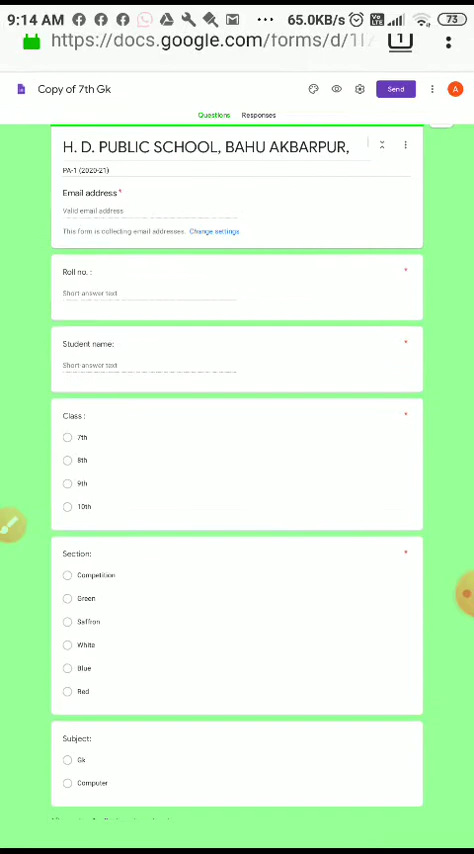 9:14 AM ... 65.0KB/s 73
https://docs.google.com/forms/d/1I 1
Copy of 7th Gk Send A
Questions Responses
H. D. PUBLIC SCHOOL, BAHU AKBARPUR,
PA-1 (2020-21)
Email address *
Valid email address
This form is collecting email addresses. Change settings
Roll no. : *
Short-answer text
Student name: *
Short-answer text
Class : *
7th
8th
9th
10th
Section: *
Competition
Green
Saffron
White
Blue
Red
Subject:
Gk
Computer